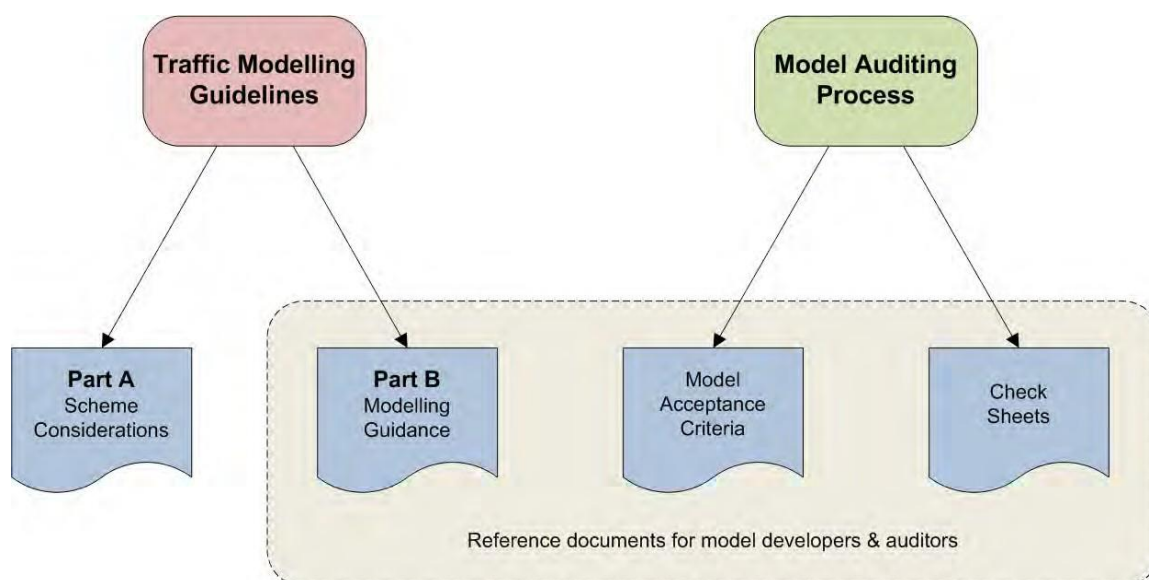 Traffic Modelling
Guidelines
Model Auditing
Process
Part A
Scheme
Considerations
Part B
Modelling
Guidance
Model
Acceptance
Criteria
Check
Sheets
Reference documents for model developers & auditors